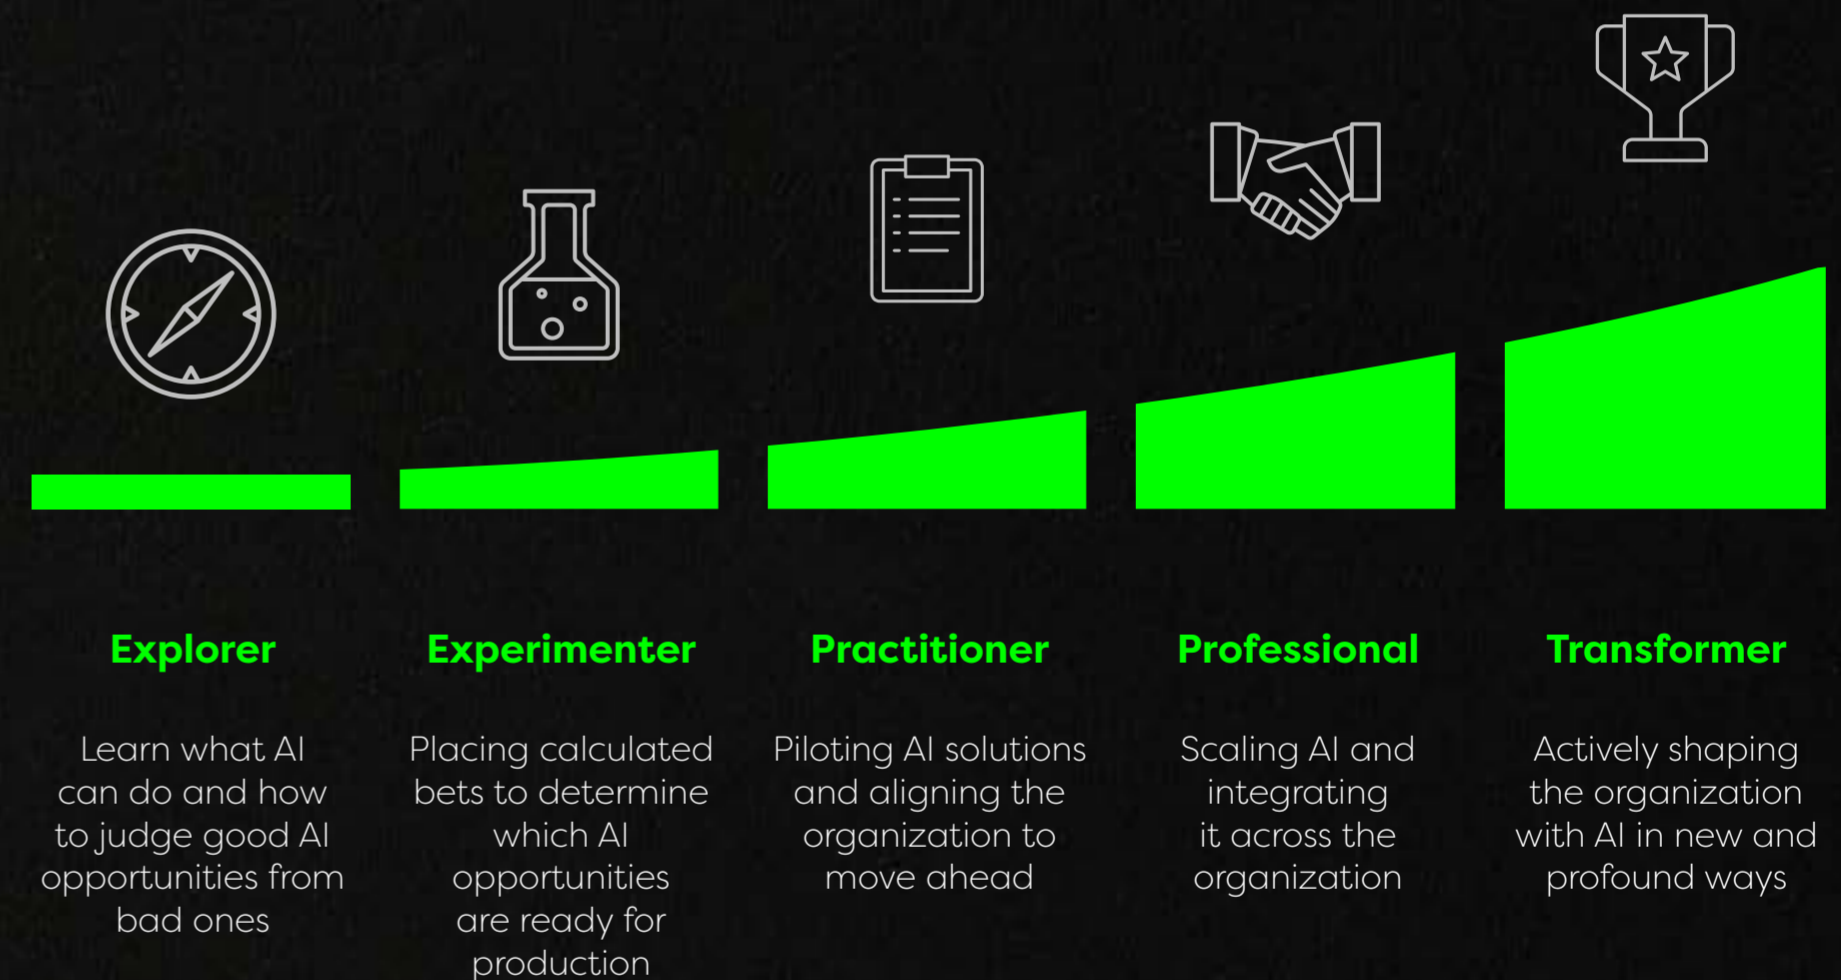 Explorer
Learn what AI
can do and how
to judge good AI
opportunities from
bad ones
Experimenter
Placing calculated
bets to determine
which AI
opportunities
are ready for
production
Practitioner
Piloting AI solutions
and aligning the
organization to
move ahead
Professional
Scaling AI and
integrating
it across the
organization
Transformer
Actively shaping
the organization
with AI in new and
profound ways